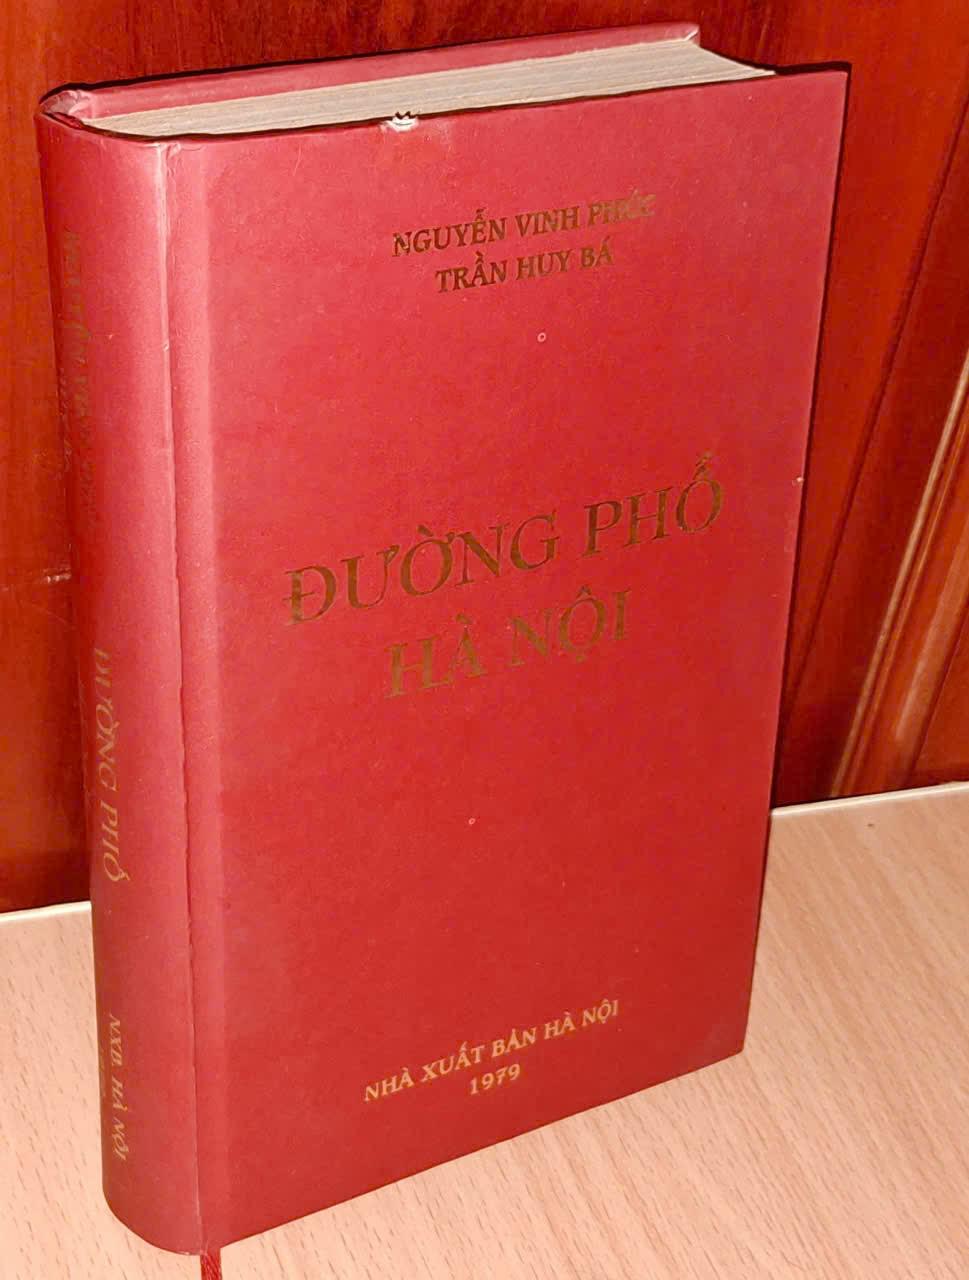 NGUYỄN VINH PHÚC
TRẦN HUY BÁ
ĐƯỜNG PHỐ
HÀ NỘI
NHÀ XUẤT BẢN HÀ NỘI
1979
ĐƯỜNG PHỐ
NXB. HÀ NỘI